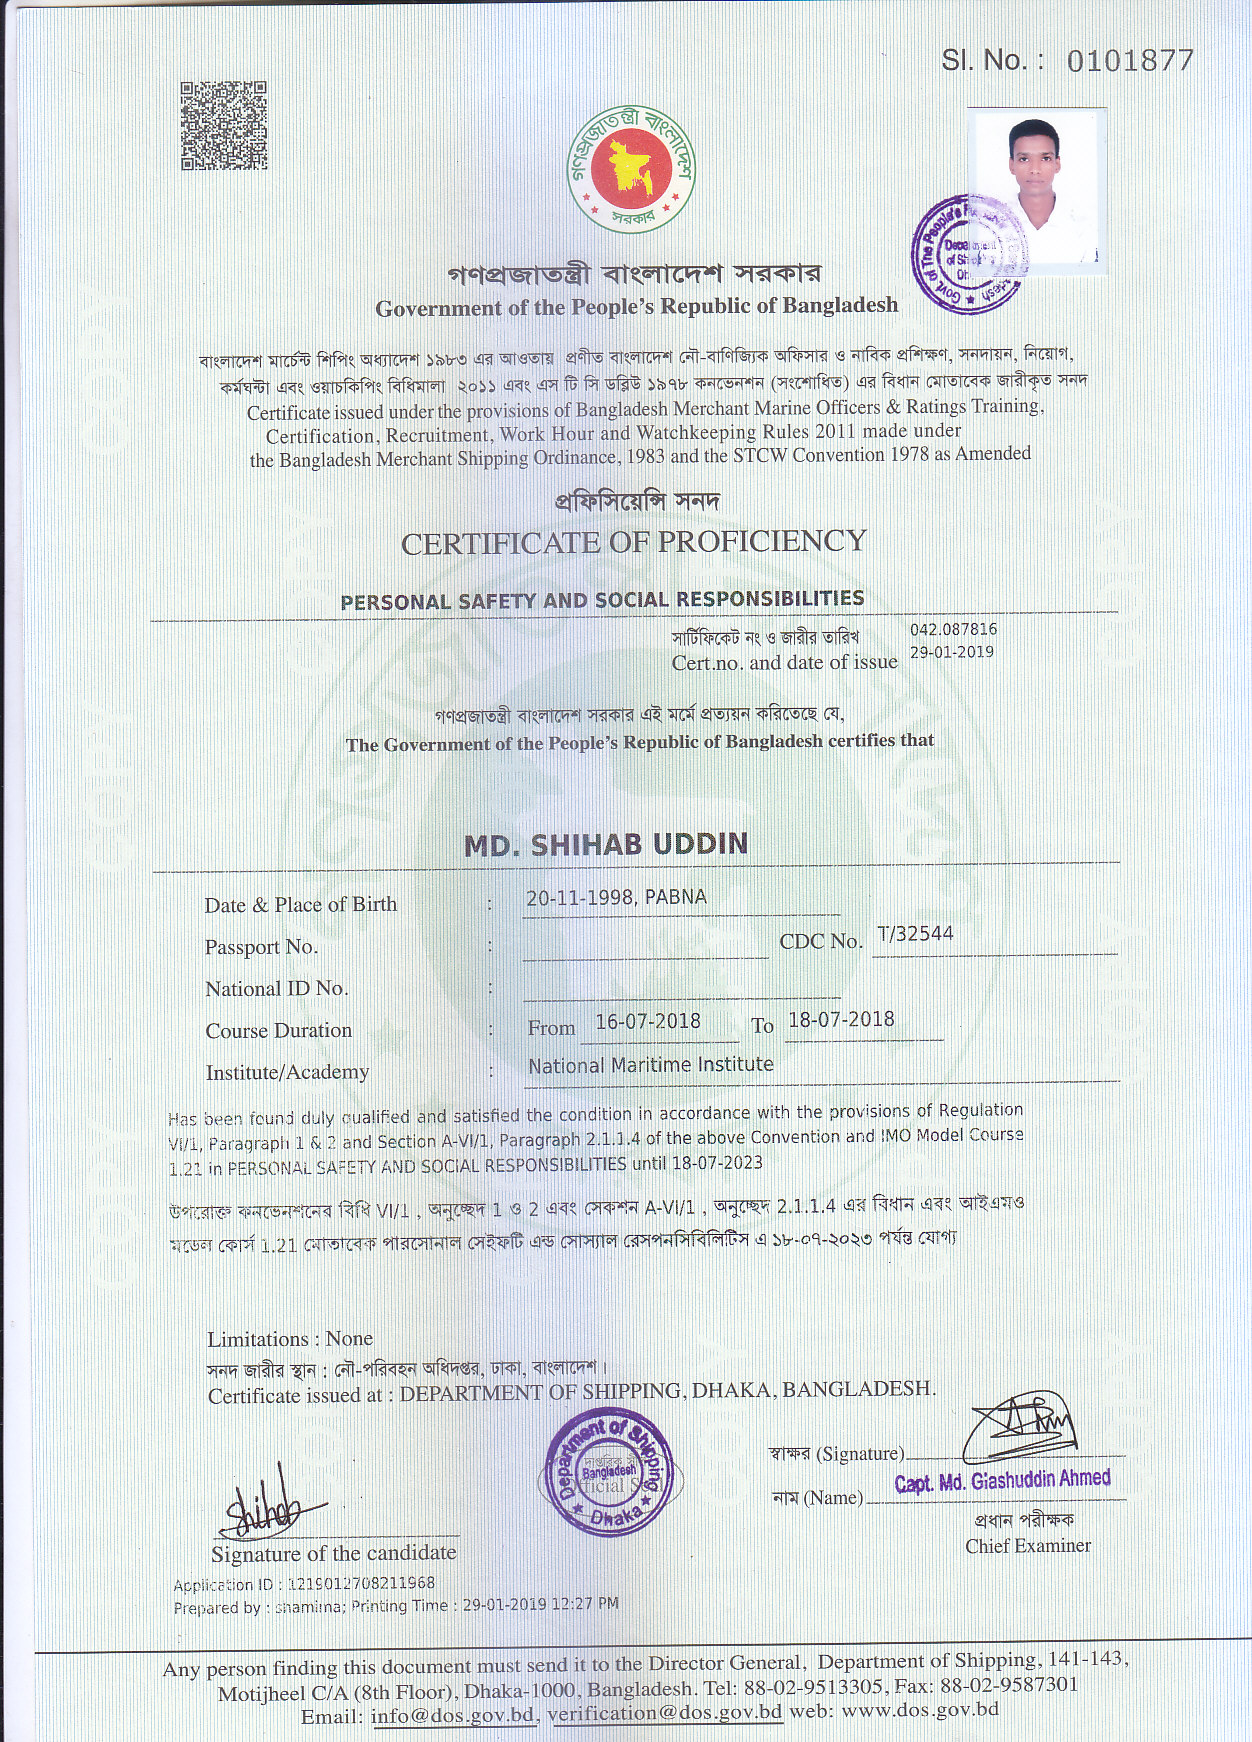 Sl. No. : 0101877
গণপ্রজাতন্ত্রী বাংলাদেশ
সরকার
গণপ্রজাতন্ত্রী বাংলাদেশ সরকার
Government of the People's Republic of Bangladesh
বাংলাদেশ মার্চেন্ট শিপিং অধ্যাদেশ ১৯৮৩ এর আওতায় প্রণীত বাংলাদেশ নৌ-বাণিজ্যিক অফিসার ও নাবিক প্রশিক্ষণ, সনদায়ন, নিয়োগ,
কর্মঘন্টা এবং ওয়াচকিপিং বিধিমালা ২০১১ এবং এস টি সি ডব্লিউ ১৯৭৮ কনভেনশন (সংশোধিত) এর বিধান মোতাবেক জারীকৃত সনদ
Certificate issued under the provisions of Bangladesh Merchant Marine Officers & Ratings Training,
Certification, Recruitment, Work Hour and Watchkeeping Rules 2011 made under
the Bangladesh Merchant Shipping Ordinance, 1983 and the STCW Convention 1978 as Amended
প্রফিসিয়েন্সি সনদ
CERTIFICATE OF PROFICIENCY
PERSONAL SAFETY AND SOCIAL RESPONSIBILITIES
সার্টিফিকেট নং ও জারীর তারিখ 042.087816
Cert.no. and date of issue 29-01-2019
গণপ্রজাতন্ত্রী বাংলাদেশ সরকার এই মর্মে প্রত্যয়ন করিতেছে যে,
The Government of the People's Republic of Bangladesh certifies that
MD. SHIHAB UDDIN
Date & Place of Birth : 20-11-1998, PABNA
Passport No. : CDC No. T/32544
National ID No. :
Course Duration : From 16-07-2018 To 18-07-2018
Institute/Academy : National Maritime Institute
Has been found duly qualified and satisfied the condition in accordance with the provisions of Regulation
VI/1, Paragraph 1 & 2 and Section A-VI/1, Paragraph 2.1.1.4 of the above Convention and IMO Model Course
1.21 in PERSONAL SAFETY AND SOCIAL RESPONSIBILITIES until 18-07-2023
উপরোক্ত কনভেনশনের বিধি VI/1 , অনুচ্ছেদ 1 ও 2 এবং সেকশন A-VI/1 , অনুচ্ছেদ 2.1.1.4 এর বিধান এবং আইএমও
মডেল কোর্স 1.21 মোতাবেক পারসোনাল সেইফটি এন্ড সোস্যাল রেসপনসিবিলিটিস এ ১৮-০৭-২০২৩ পর্যন্ত যোগ্য
Limitations : None
সনদ জারীর স্থান : নৌ-পরিবহন অধিদপ্তর, ঢাকা, বাংলাদেশ।
Certificate issued at : DEPARTMENT OF SHIPPING, DHAKA, BANGLADESH.
Department of Shipping
Bangladesh
Dhaka
স্বাক্ষর (Signature)
Capt. Md. Giashuddin Ahmed
নাম (Name)
প্রধান পরীক্ষক
Chief Examiner
Shihab
Signature of the candidate
Application ID : 1219012708211968
Prepared by : shamima; Printing Time : 29-01-2019 12:27 PM
Any person finding this document must send it to the Director General, Department of Shipping, 141-143,
Motijheel C/A (8th Floor), Dhaka-1000, Bangladesh. Tel: 88-02-9513305, Fax: 88-02-9587301
Email: info@dos.gov.bd, verification@dos.gov.bd web: www.dos.gov.bd